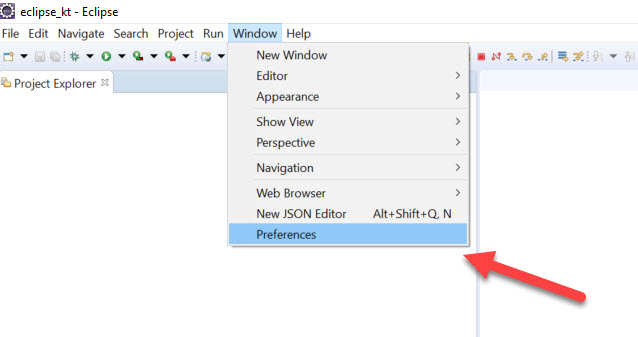 eclipse_kt - Eclipse
File Edit Navigate Search Project Run Window Help
Project Explorer
New Window
Editor
Appearance
Show View
Perspective
Navigation
Web Browser
New JSON Editor Alt+Shift+Q, N
Preferences